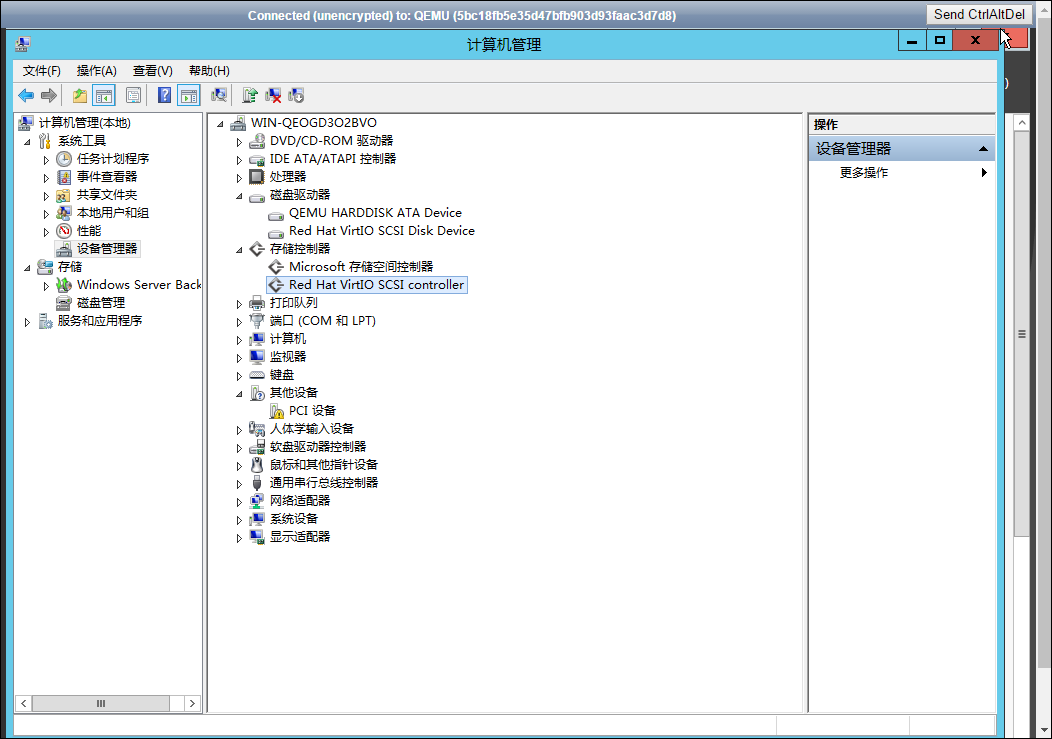 Connected (unencrypted) to: QEMU (5bc18fb5e35d47bfb903d93faac3d7d8)
Send CtrlAltDel
计算机管理
文件(F) 操作(A) 查看(V) 帮助(H)
计算机管理(本地)
系统工具
任务计划程序
事件查看器
共享文件夹
本地用户和组
性能
设备管理器
存储
Windows Server Back
磁盘管理
服务和应用程序
WIN-QEOGD3O2BVO
DVD/CD-ROM 驱动器
IDE ATA/ATAPI 控制器
处理器
磁盘驱动器
QEMU HARDDISK ATA Device
Red Hat VirtIO SCSI Disk Device
存储控制器
Microsoft 存储空间控制器
Red Hat VirtIO SCSI controller
打印队列
端口 (COM 和 LPT)
计算机
监视器
键盘
其他设备
PCI 设备
人体学输入设备
软盘驱动器控制器
鼠标和其他指针设备
通用串行总线控制器
网络适配器
系统设备
显示适配器
操作
设备管理器
更多操作